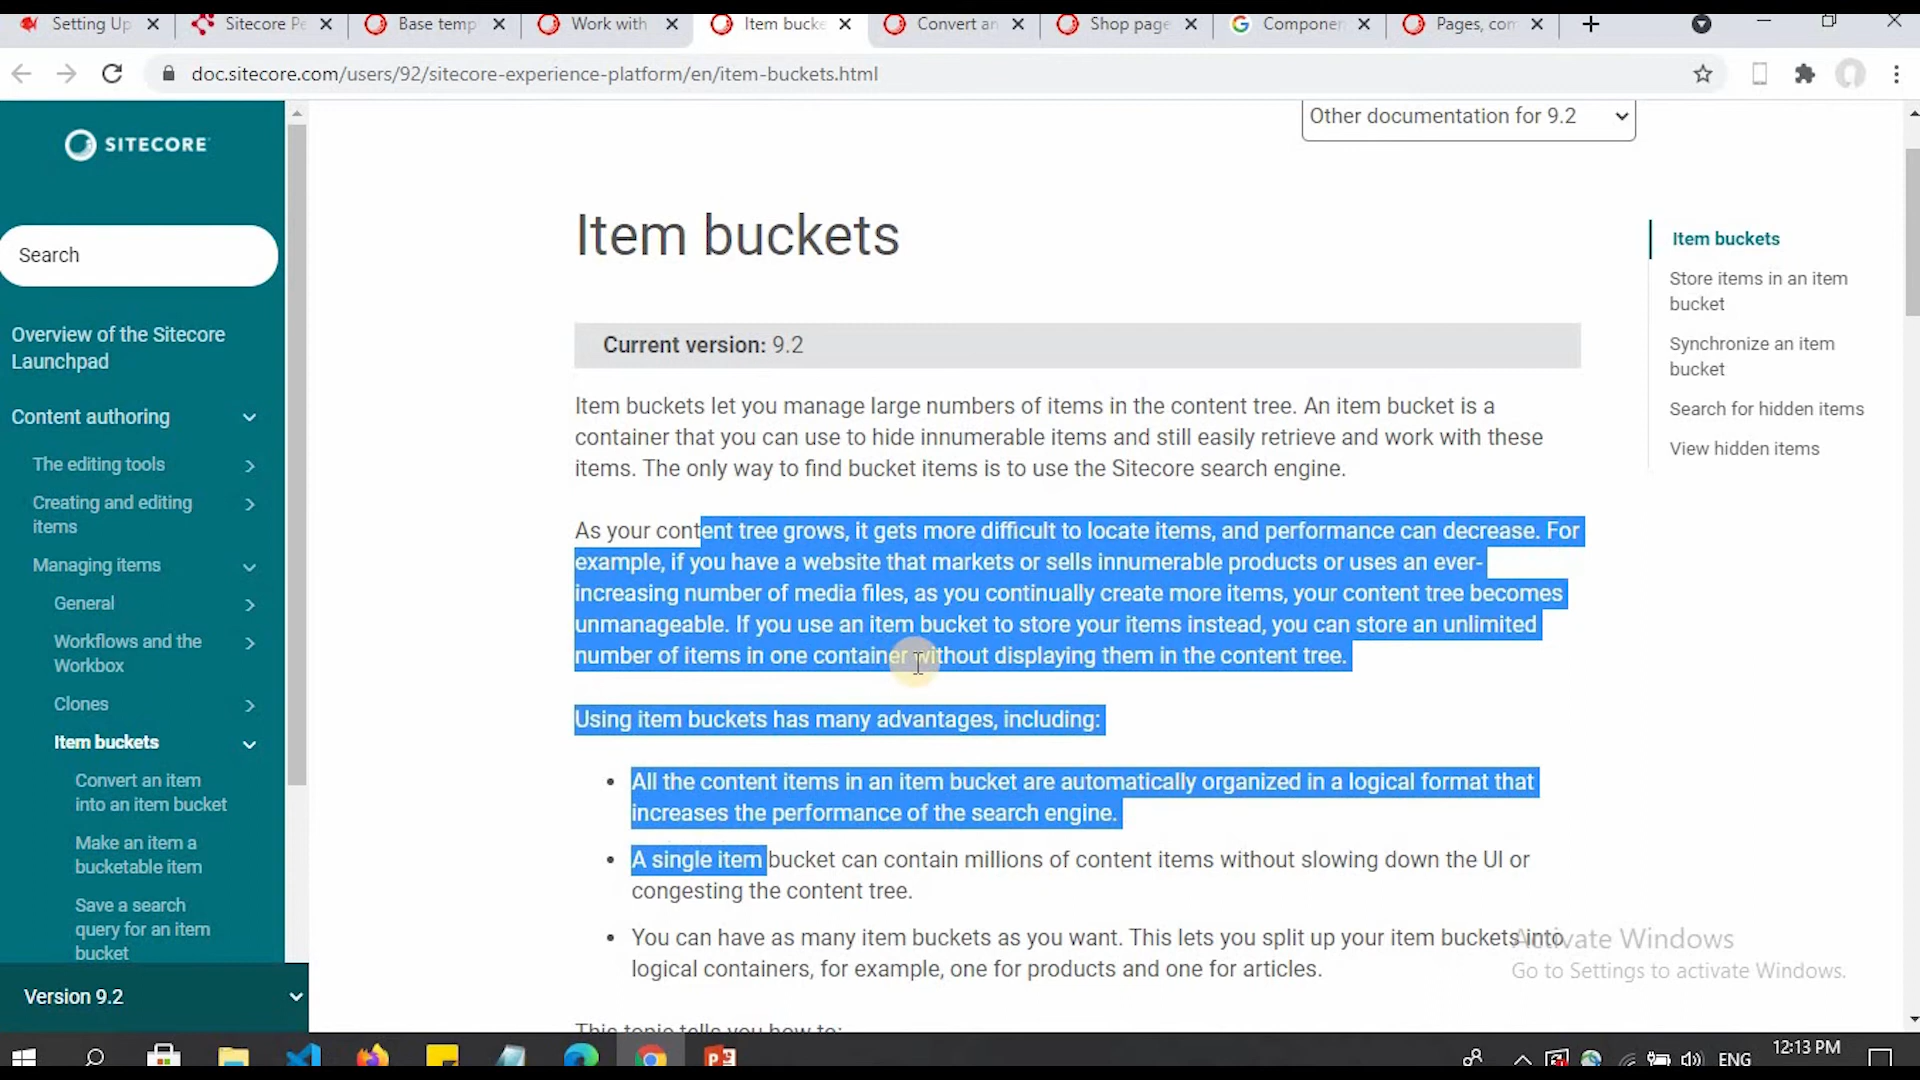 Setting Up
Sitecore Pe
Base temp
Work with
Item bucke
Convert an
Shop page
Componen
Pages, con
doc.sitecore.com/users/92/sitecore-experience-platform/en/item-buckets.html
SITECORE
Search
Overview of the Sitecore
Launchpad
Content authoring
The editing tools
Creating and editing
items
Managing items
General
Workflows and the
Workbox
Clones
Item buckets
Convert an item
into an item bucket
Make an item a
bucketable item
Save a search
query for an item
bucket
Version 9.2
Other documentation for 9.2
Item buckets
Current version: 9.2
Item buckets let you manage large numbers of items in the content tree. An item bucket is a
container that you can use to hide innumerable items and still easily retrieve and work with these
items. The only way to find bucket items is to use the Sitecore search engine.
As your content tree grows, it gets more difficult to locate items, and performance can decrease. For
example, if you have a website that markets or sells innumerable products or uses an ever-
increasing number of media files, as you continually create more items, your content tree becomes
unmanageable. If you use an item bucket to store your items instead, you can store an unlimited
number of items in one container without displaying them in the content tree.
Using item buckets has many advantages, including:
• All the content items in an item bucket are automatically organized in a logical format that
increases the performance of the search engine.
• A single item bucket can contain millions of content items without slowing down the UI or
congesting the content tree.
• You can have as many item buckets as you want. This lets you split up your item buckets into
logical containers, for example, one for products and one for articles.
This topic tells you how to:
Item buckets
Store items in an item
bucket
Synchronize an item
bucket
Search for hidden items
View hidden items
Activate Windows
Go to Settings to activate Windows.
ENG
12:13 PM